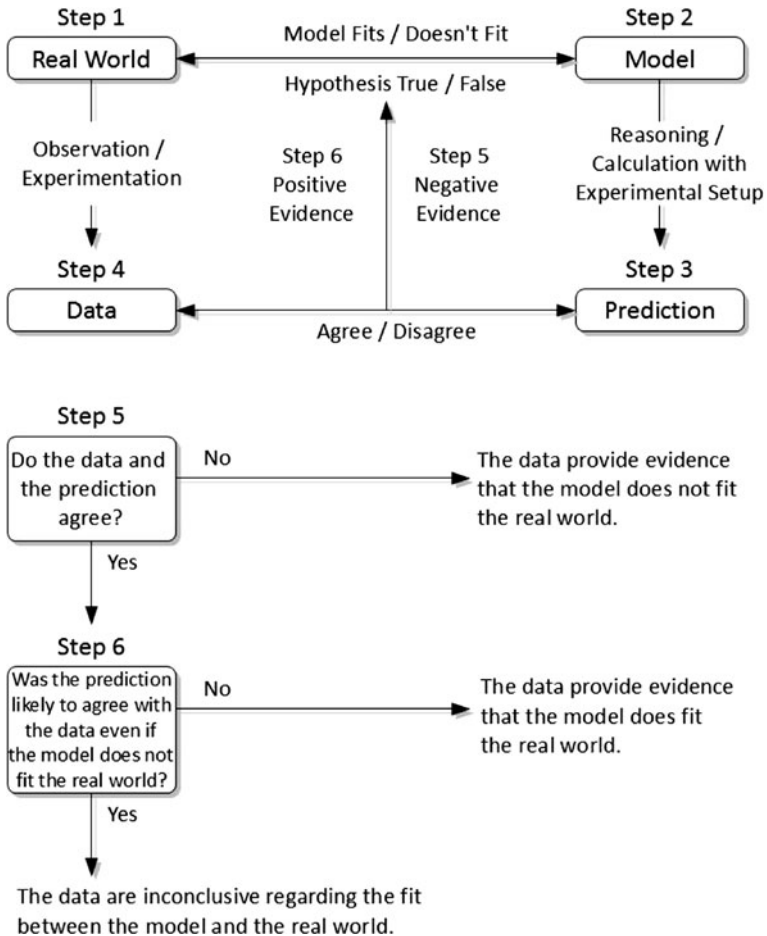 Step 1
Step 2
Real World
Model Fits / Doesn't Fit
Model
Hypothesis True / False
Observation /
Experimentation
Step 6
Positive
Evidence
Step 5
Negative
Evidence
Reasoning /
Calculation with
Experimental Setup
Step 4
Step 3
Data
Prediction
Agree / Disagree
Step 5
Do the data and
the prediction
agree?
No
The data provide evidence
that the model does not fit
the real world.
Yes
Step 6
Was the prediction
likely to agree with
the data even if
the model does not
fit the real world?
No
The data provide evidence
that the model does fit
the real world.
Yes
The data are inconclusive regarding the fit
between the model and the real world.